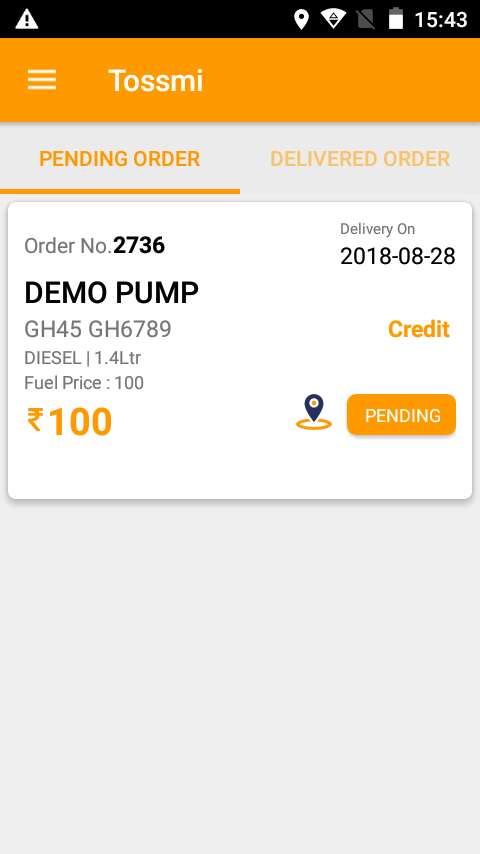 15:43
Tossmi
PENDING ORDER
DELIVERED ORDER
Delivery On
Order No.2736
2018-08-28
DEMO PUMP
GH45 GH6789
Credit
DIESEL | 1.4Ltr
Fuel Price : 100
₹100
PENDING